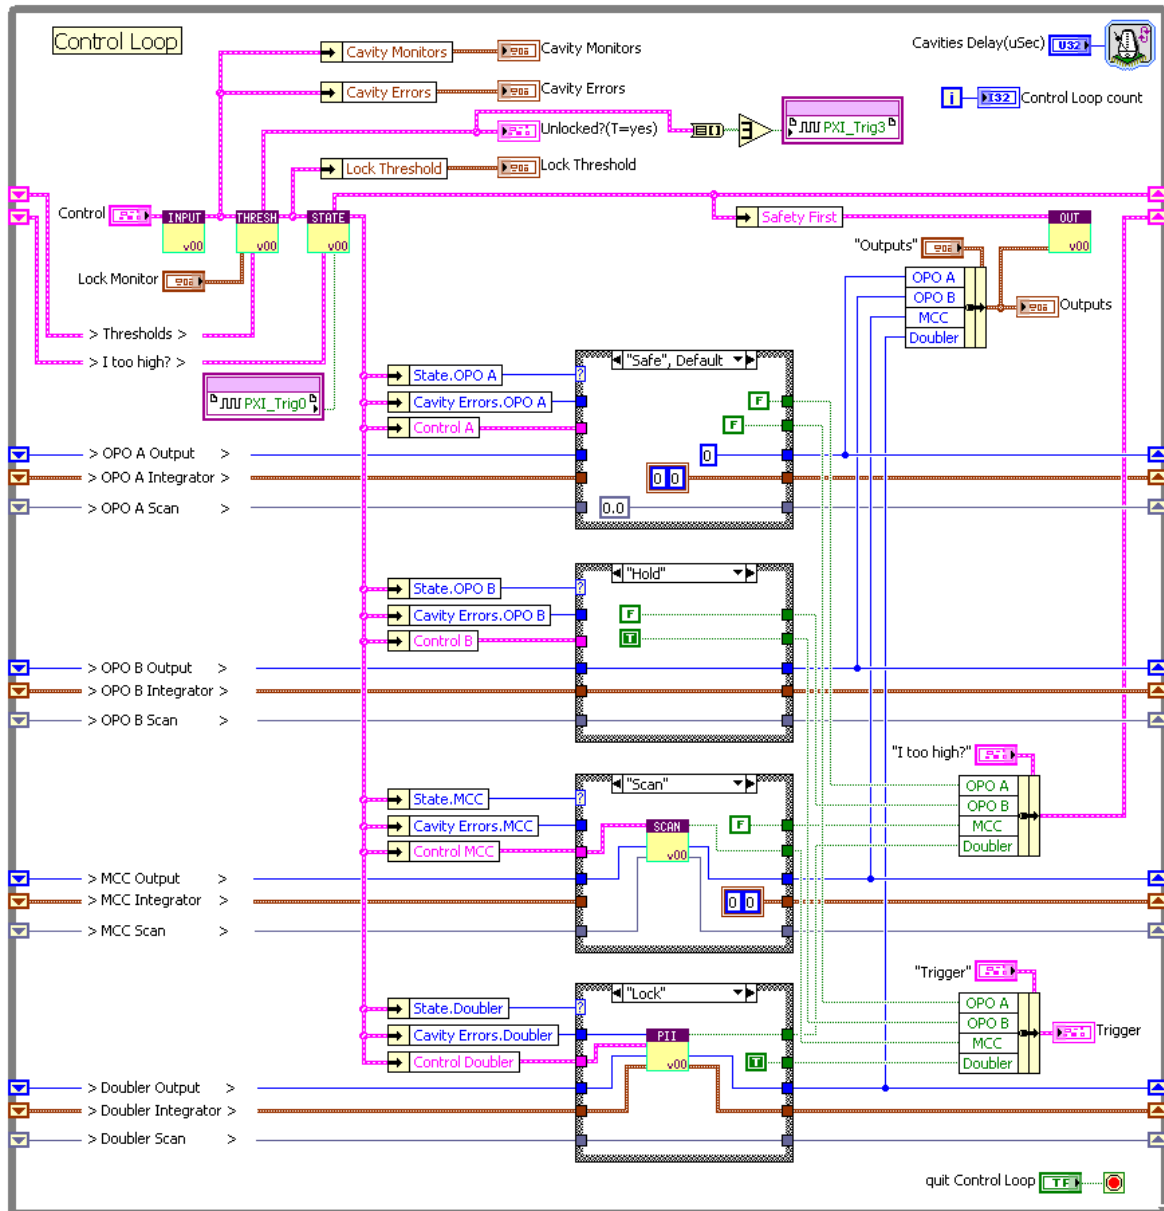 Control Loop
Cavity Monitors
Cavity Monitors
Cavities Delay(uSec)
U32
Cavity Errors
Cavity Errors
i
I32
Control Loop count
Unlocked?(T=yes)
PXI_Trig3
Lock Threshold
Lock Threshold
Control
INPUT
v00
THRESH
v00
STATE
v00
Safety First
OUT
v00
"Outputs"
Lock Monitor
OPO A
OPO B
MCC
Doubler
Outputs
> Thresholds >
> I too high? >
PXI_Trig0
"Safe", Default
State.OPO A
?
Cavity Errors.OPO A
F
Control A
F
> OPO A Output >
0
> OPO A Integrator >
0 0
> OPO A Scan >
0.0
"Hold"
State.OPO B
?
Cavity Errors.OPO B
F
Control B
T
> OPO B Output >
> OPO B Integrator >
> OPO B Scan >
"I too high?"
"Scan"
State.MCC
?
OPO A
OPO B
MCC
Doubler
Cavity Errors.MCC
SCAN
v00
F
Control MCC
> MCC Output >
> MCC Integrator >
0 0
> MCC Scan >
"Trigger"
"Lock"
State.Doubler
?
OPO A
OPO B
MCC
Doubler
Trigger
Cavity Errors.Doubler
PII
v00
Control Doubler
T
> Doubler Output >
> Doubler Integrator >
> Doubler Scan >
quit Control Loop
TF